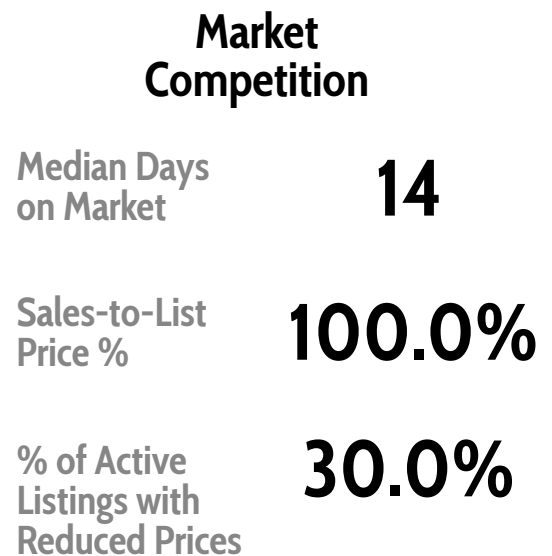 Market
Competition
Median Days
on Market
14
Sales-to-List
Price %
100.0%
% of Active
Listings with
Reduced Prices
30.0%